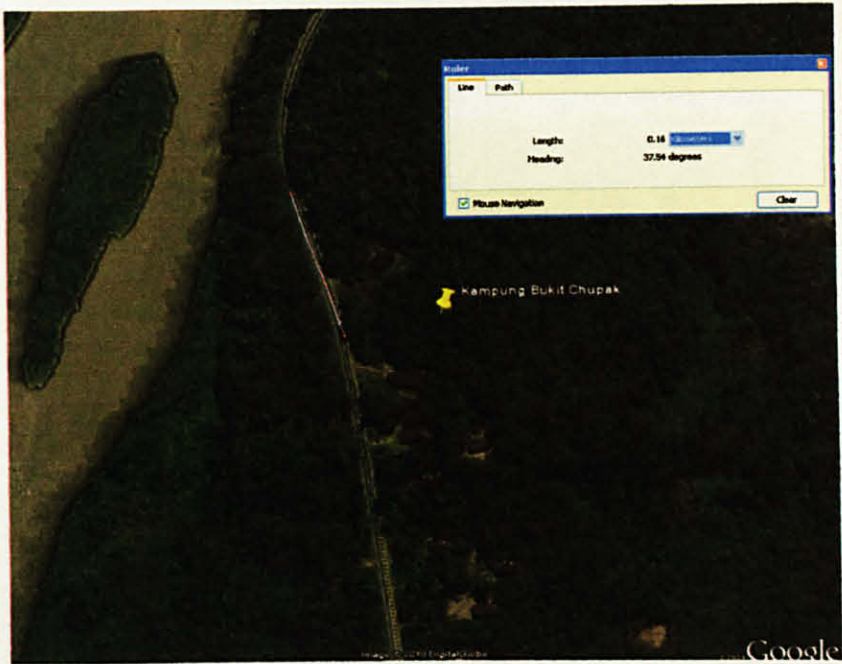 Ruler
Line Path
Length: 0.16
Heading: 37.54 degrees
Mouse Navigation
Clear
Kampung Bukit Chupak
Google